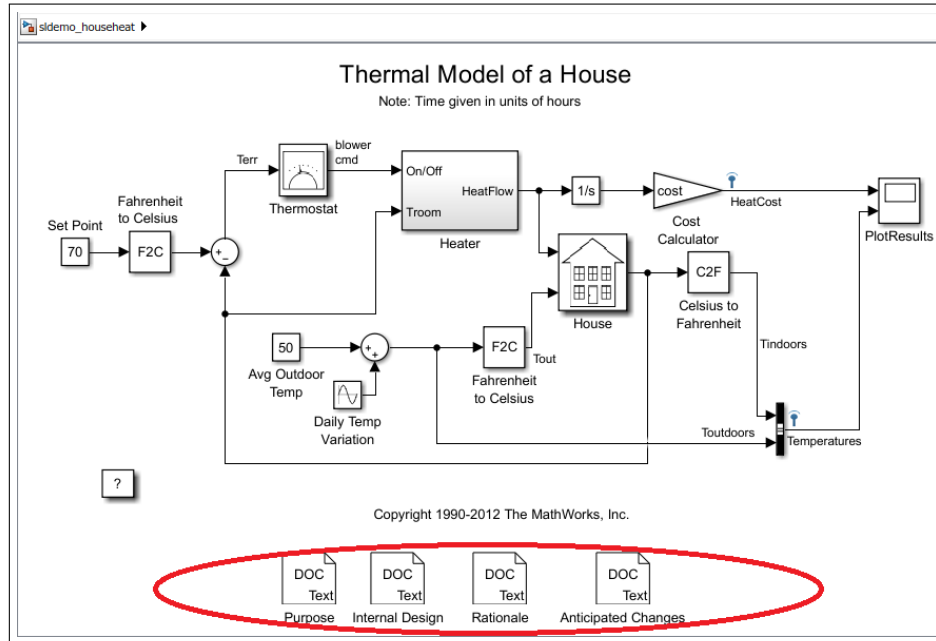 sldemo_househeat
Thermal Model of a House
Note: Time given in units of hours
Terr
blower
cmd
Thermostat
On/Off
HeatFlow
Troom
Heater
1/s
cost
HeatCost
Cost
Calculator
PlotResults
Fahrenheit
to Celsius
Set Point
70
F2C
+
−
House
C2F
Celsius to
Fahrenheit
50
Avg Outdoor
Temp
+
+
F2C
Tout
Fahrenheit
to Celsius
Daily Temp
Variation
Tindoors
Toutdoors
Temperatures
?
Copyright 1990-2012 The MathWorks, Inc.
DOC
Text
Purpose
DOC
Text
Internal Design
DOC
Text
Rationale
DOC
Text
Anticipated Changes